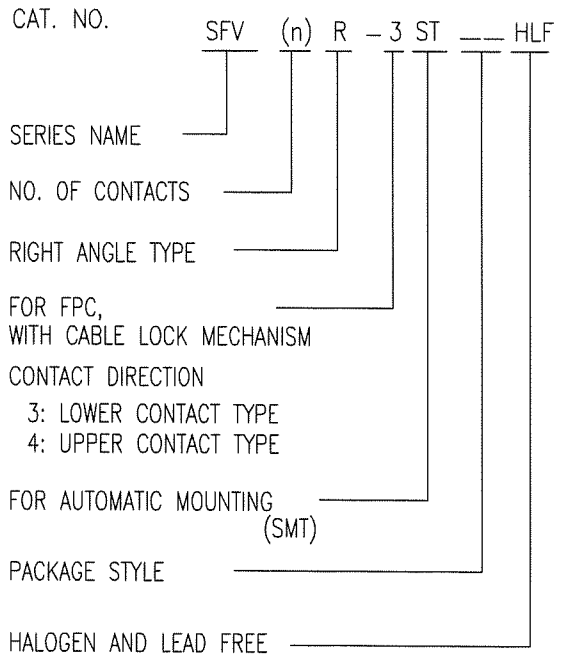 CAT. NO.
SFV (n) R - 3 ST __ HLF
SERIES NAME
NO. OF CONTACTS
RIGHT ANGLE TYPE
FOR FPC,
WITH CABLE LOCK MECHANISM
CONTACT DIRECTION
3: LOWER CONTACT TYPE
4: UPPER CONTACT TYPE
FOR AUTOMATIC MOUNTING
(SMT)
PACKAGE STYLE
HALOGEN AND LEAD FREE